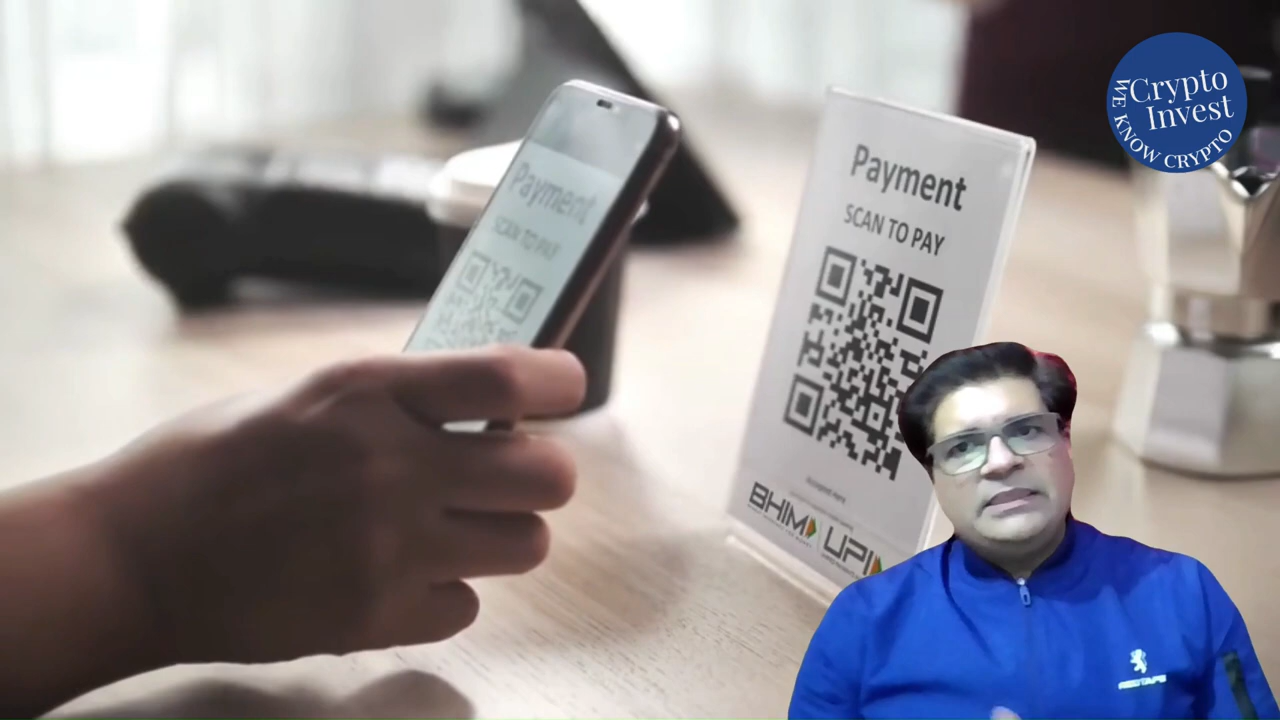 Crypto
Invest
WE KNOW CRYPTO
Payment
SCAN TO PAY
Payment
SCAN TO PAY
BHIM UPI